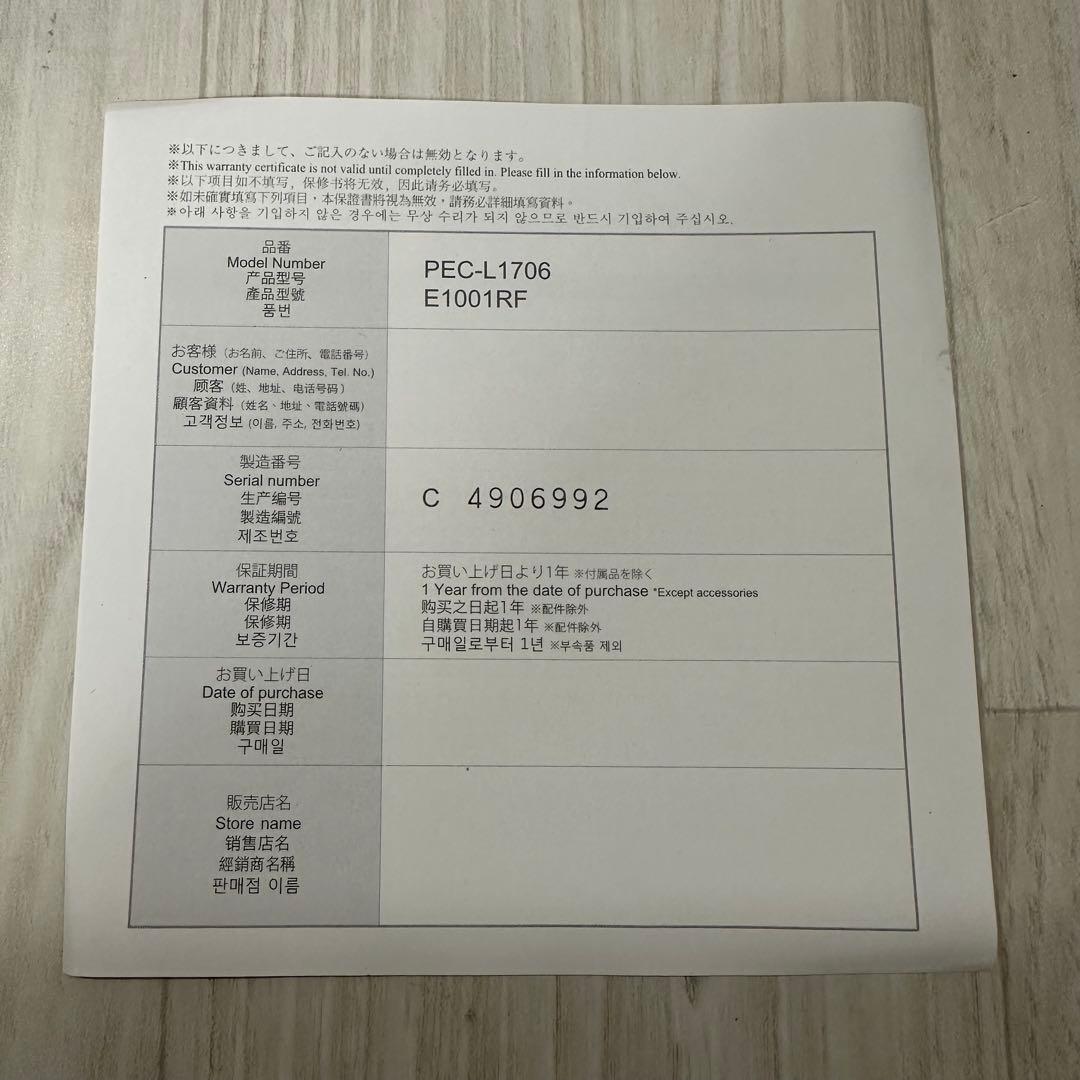 ※以下につきまして、ご記入のない場合は無効となります。
※This warranty certificate is not valid until completely filled in. Please fill in the information below.
※以下项目如不填写，保修书将无效，因此请务必填写。
※如未確實填寫下列項目，本保證書將視為無效，請務必詳細填寫資料。
※아래 사항을 기입하지 않은 경우에는 무상 수리가 되지 않으므로 반드시 기입하여 주십시오.
品番
Model Number
产品型号
產品型號
품번
PEC-L1706
E1001RF
お客様（お名前、ご住所、電話番号）
Customer (Name, Address, Tel. No.)
顾客（姓、地址、电话号码）
顧客資料（姓名、地址、電話號碼）
고객정보 (이름, 주소, 전화번호)
製造番号
Serial number
生产编号
製造編號
제조번호
C 4906992
保証期間
Warranty Period
保修期
保修期
보증기간
お買い上げ日より1年 ※付属品を除く
1 Year from the date of purchase *Except accessories
购买之日起1年 ※配件除外
自購買日期起1年 ※配件除外
구매일로부터 1년 ※부속품 제외
お買い上げ日
Date of purchase
购买日期
購買日期
구매일
販売店名
Store name
销售店名
經銷商名稱
판매점 이름